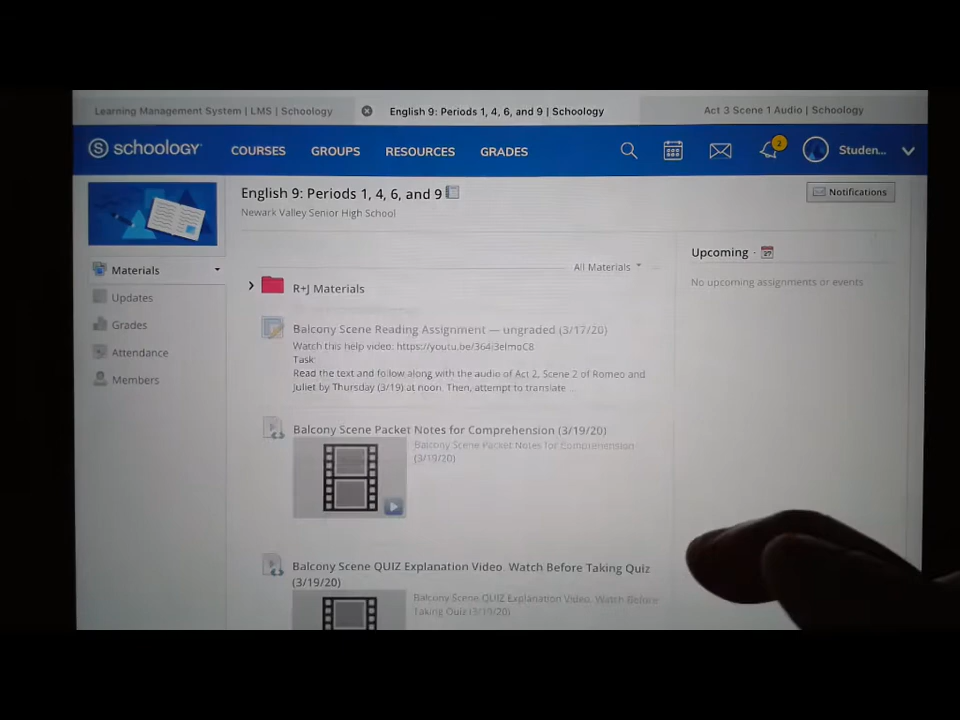 Learning Management System | LMS | Schoology
English 9: Periods 1, 4, 6, and 9 | Schoology
Act 3 Scene 1 Audio | Schoology
S schoology
COURSES
GROUPS
RESOURCES
GRADES
2
Studen...
English 9: Periods 1, 4, 6, and 9
Newark Valley Senior High School
Notifications
Materials
Updates
Grades
Attendance
Members
All Materials
R+J Materials
Balcony Scene Reading Assignment — ungraded (3/17/20)
Watch this help video: https://youtu.be/364i3eImoC8
Task:
Read the text and follow along with the audio of Act 2, Scene 2 of Romeo and
Juliet by Thursday (3/19) at noon. Then, attempt to translate ...
Balcony Scene Packet Notes for Comprehension (3/19/20)
Balcony Scene Packet Notes for Comprehension
(3/19/20)
Balcony Scene QUIZ Explanation Video. Watch Before Taking Quiz
(3/19/20)
Balcony Scene QUIZ Explanation Video. Watch Before
Taking Quiz (3/19/20)
Upcoming ·
No upcoming assignments or events